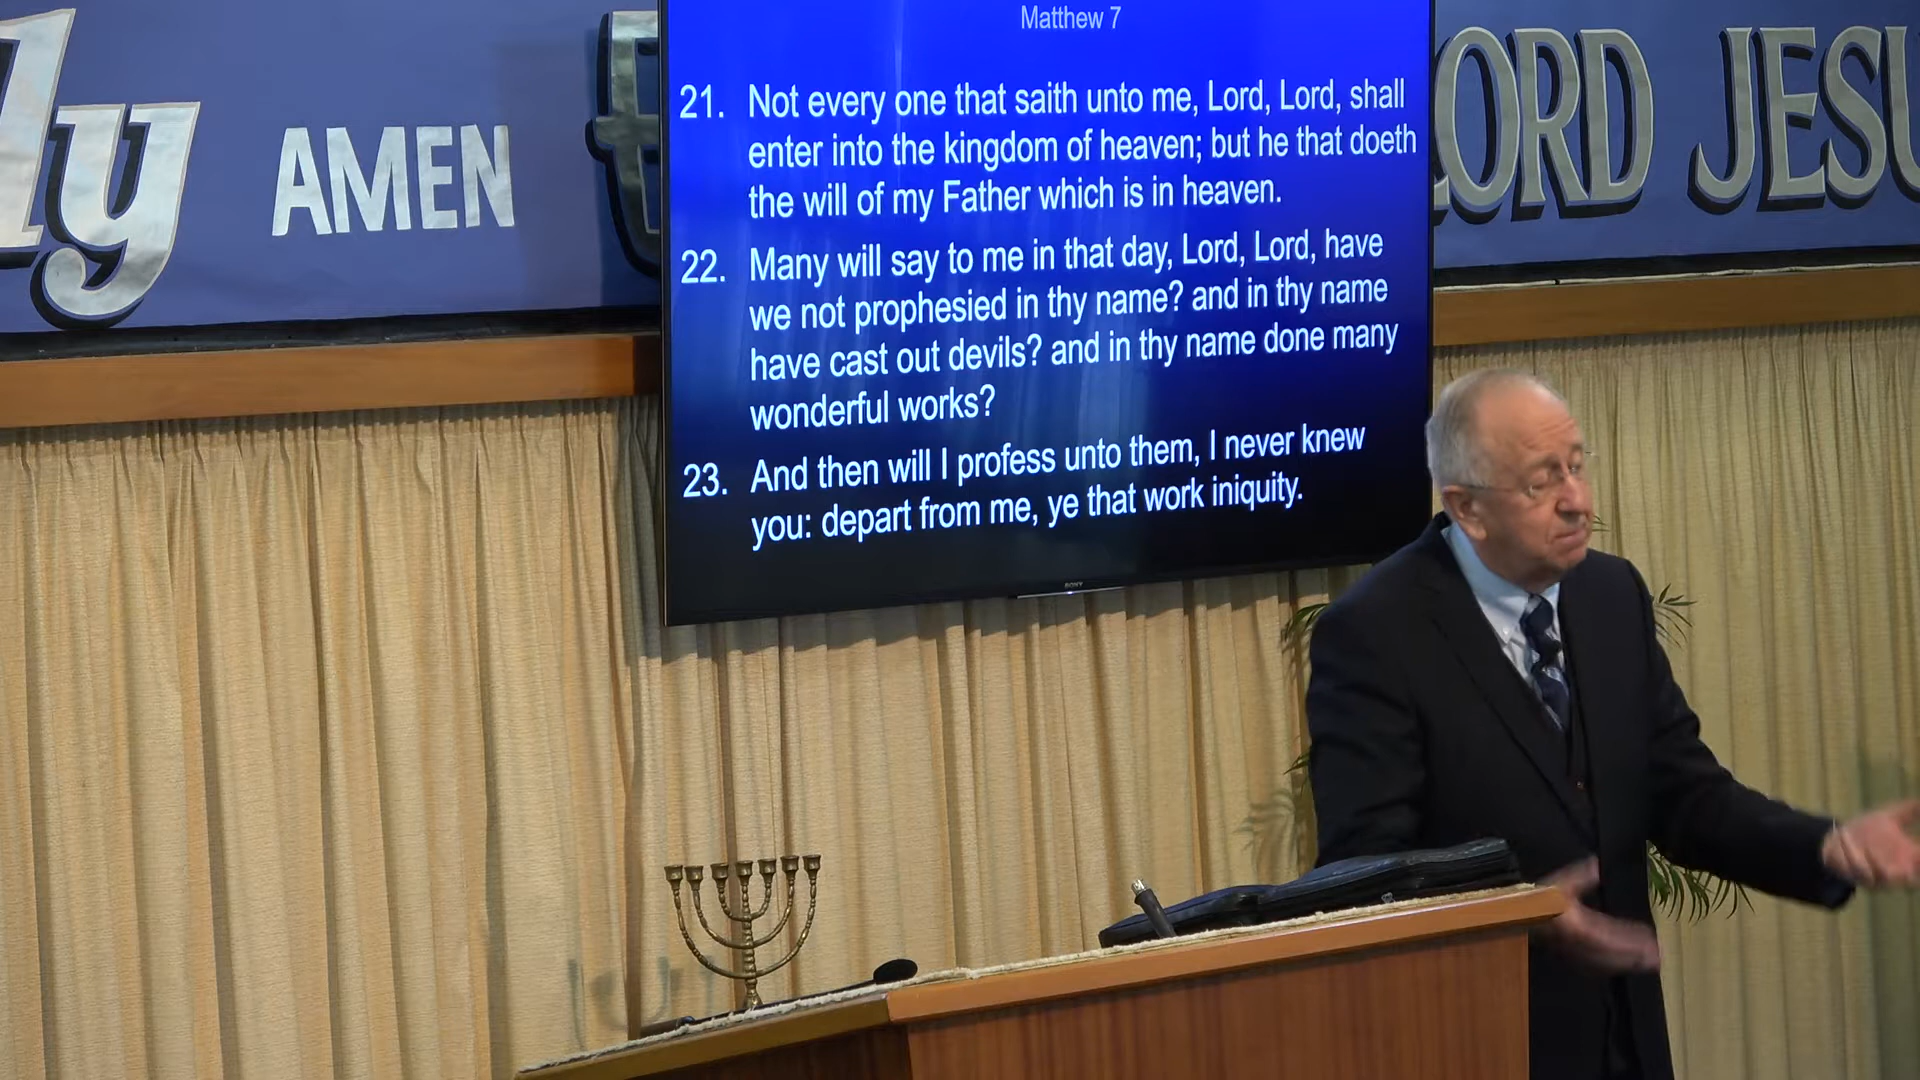 Matthew 7
ly AMEN
LORD JESU
21. Not every one that saith unto me, Lord, Lord, shall
enter into the kingdom of heaven; but he that doeth
the will of my Father which is in heaven.
22. Many will say to me in that day, Lord, Lord, have
we not prophesied in thy name? and in thy name
have cast out devils? and in thy name done many
wonderful works?
23. And then will I profess unto them, I never knew
you: depart from me, ye that work iniquity.
SONY